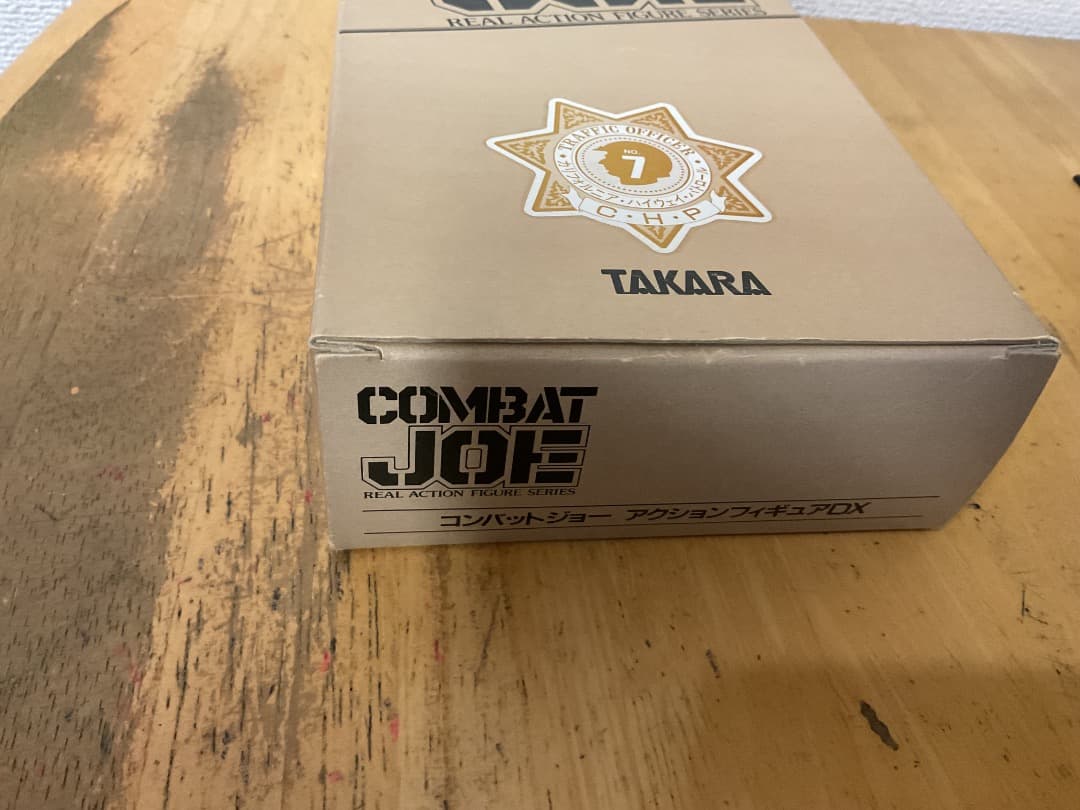 REAL ACTION FIGURE SERIES
TRAFFIC OFFICER
NO.
7
カリフォルニア・ハイウェイ・パトロール
C・H・P
TAKARA
COMBAT
JOE
REAL ACTION FIGURE SERIES
コンバットジョー アクションフィギュアDX